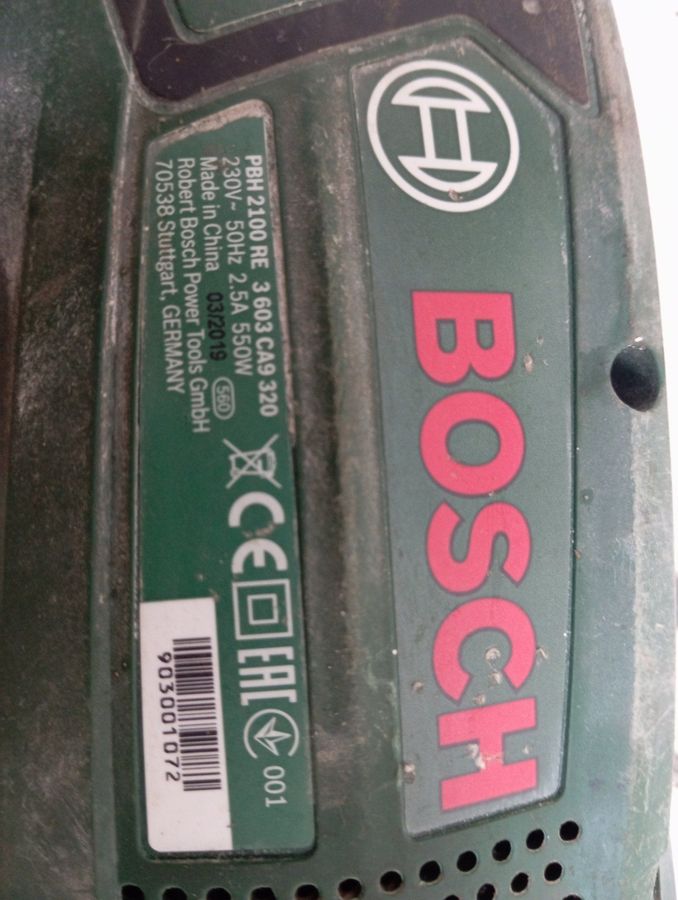 BOSCH
PBH 2100 RE 3 603 CA9 320
230V~ 50Hz 2.5A 550W
Made in China 03/2019 560
Robert Bosch Power Tools GmbH
70538 Stuttgart, GERMANY
CE EAC 001
903001072